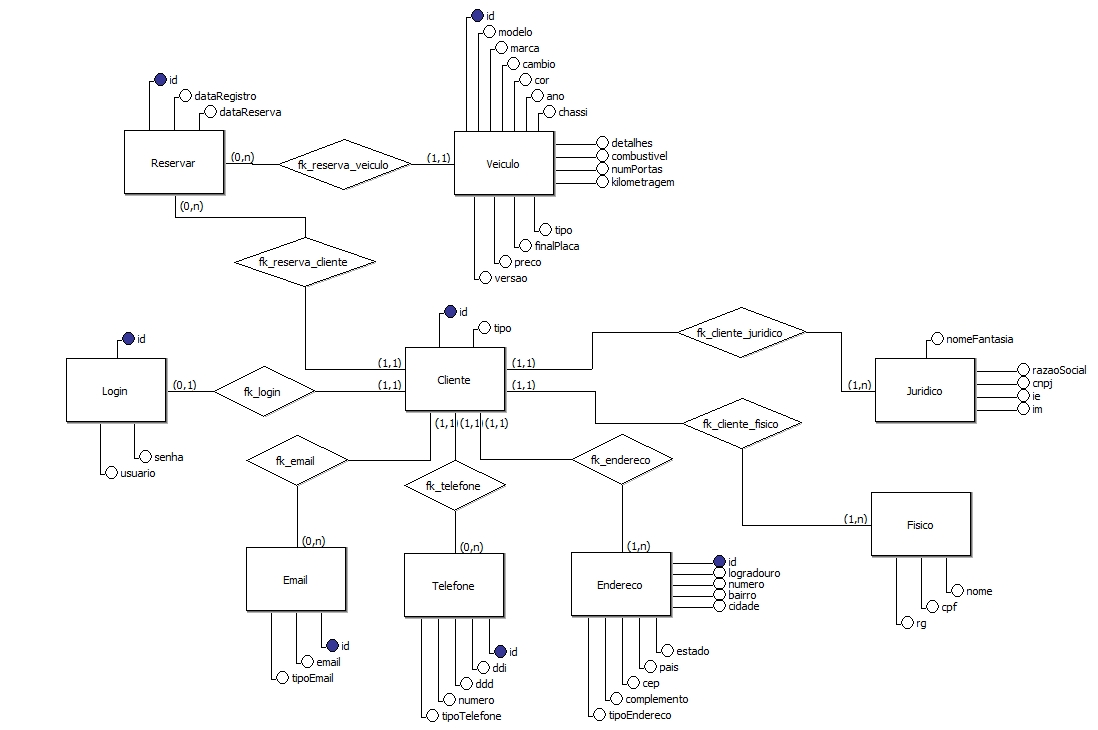 id
modelo
marca
cambio
cor
ano
chassi
id
dataRegistro
dataReserva
Reservar
(0,n)
fk_reserva_veiculo
(1,1)
Veiculo
detalhes
combustivel
numPortas
kilometragem
(0,n)
tipo
finalPlaca
preco
versao
fk_reserva_cliente
id
tipo
id
fk_cliente_juridico
nomeFantasia
(1,1)
Cliente
(1,1)
(1,n)
Juridico
razaoSocial
cnpj
ie
im
Login
(0,1)
fk_login
(1,1)
(1,1)
fk_cliente_fisico
(1,1)
(1,1)
(1,1)
senha
usuario
fk_email
fk_telefone
fk_endereco
(1,n)
Fisico
(0,n)
(0,n)
(1,n)
Email
Telefone
Endereco
id
logradouro
numero
bairro
cidade
nome
cpf
rg
id
email
tipoEmail
id
ddi
ddd
numero
tipoTelefone
estado
pais
cep
complemento
tipoEndereco